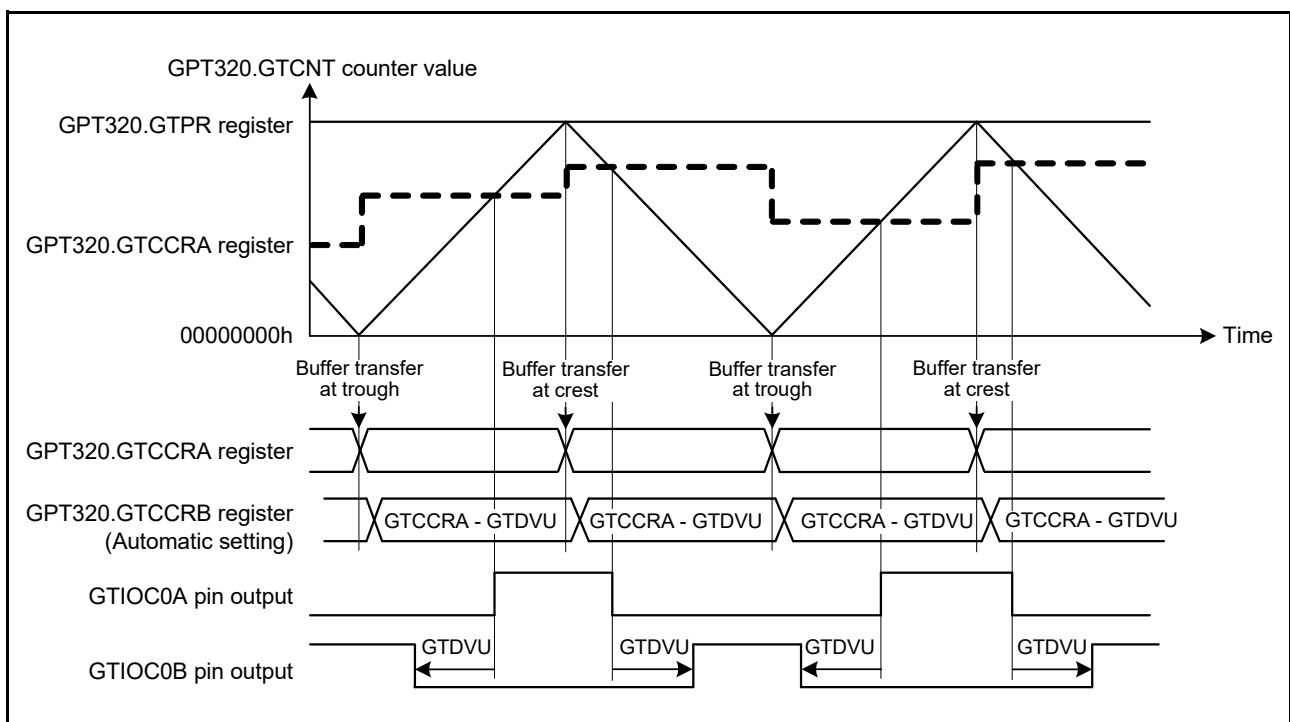 GPT320.GTCNT counter value
GPT320.GTPR register
GPT320.GTCCRA register
00000000h
Time
Buffer transfer
at trough
Buffer transfer
at crest
Buffer transfer
at trough
Buffer transfer
at crest
GPT320.GTCCRA register
GPT320.GTCCRB register
(Automatic setting)
GTCCRA - GTDVU
GTCCRA - GTDVU
GTCCRA - GTDVU
GTCCRA - GTDVU
GTIOC0A pin output
GTDVU
GTDVU
GTDVU
GTDVU
GTIOC0B pin output